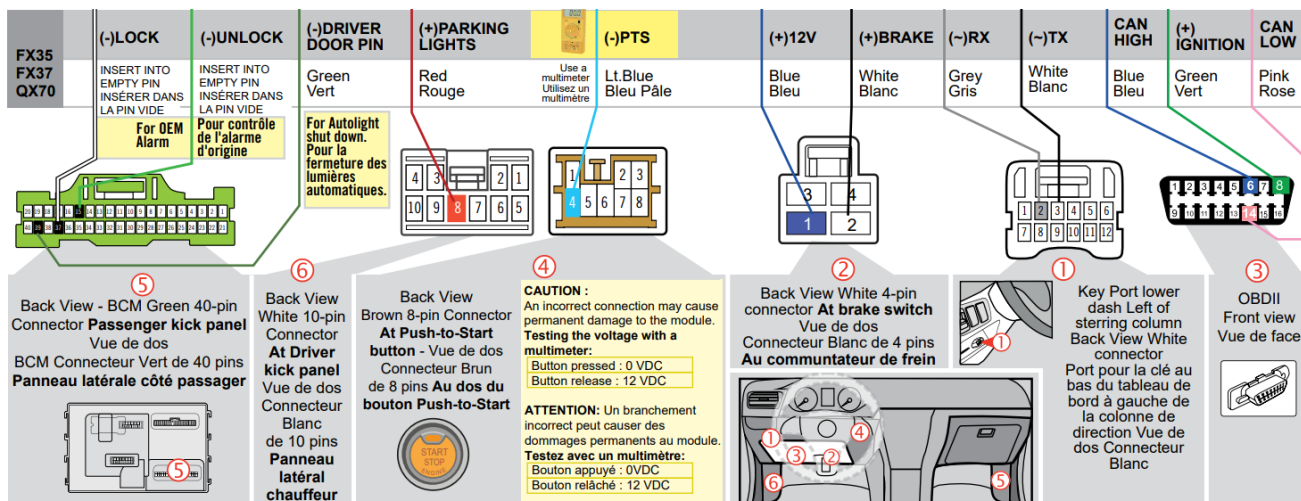 FX35
FX37
QX70
(-)LOCK
INSERT INTO
EMPTY PIN
INSÉRER DANS
LA PIN VIDE
(-)UNLOCK
INSERT INTO
EMPTY PIN
INSÉRER DANS
LA PIN VIDE
(-)DRIVER
DOOR PIN
Green
Vert
(+)PARKING
LIGHTS
Red
Rouge
Use a
multimeter
Utilisez un
multimètre
(-)PTS
Lt.Blue
Bleu Pâle
(+)12V
Blue
Bleu
(+)BRAKE
White
Blanc
(~)RX
Grey
Gris
(~)TX
White
Blanc
CAN
HIGH
Blue
Bleu
(+)
IGNITION
Green
Vert
CAN
LOW
Pink
Rose
For OEM
Alarm
Pour contrôle
de l'alarme
d'origine
For Autolight
shut down.
Pour la
fermeture des
lumières
automatiques.
4 3 2 1
10 9 8 7 6 5
1 2 3
4 5 6 7 8
3 4
1 2
1 2 3 4 5 6
7 8 9 10 11 12
1 2 3 4 5 6 7 8
9 10 11 12 13 14 15 16
5
Back View - BCM Green 40-pin
Connector Passenger kick panel
Vue de dos
BCM Connecteur Vert de 40 pins
Panneau latérale côté passager
5
6
Back View
White 10-pin
Connector
At Driver
kick panel
Vue de dos
Connecteur
Blanc
de 10 pins
Panneau
latéral
chauffeur
4
Back View
Brown 8-pin Connector
At Push-to-Start
button - Vue de dos
Connecteur Brun
de 8 pins Au dos du
bouton Push-to-Start
START
STOP
ENGINE
CAUTION :
An incorrect connection may cause
permanent damage to the module.
Testing the voltage with a
multimeter:
Button pressed : 0 VDC
Button release : 12 VDC
ATTENTION: Un branchement
incorrect peut causer des
dommages permanents au module.
Testez avec un multimètre:
Bouton appuyé : 0VDC
Bouton relâché : 12 VDC
2
Back View White 4-pin
connector At brake switch
Vue de dos
Connecteur Blanc de 4 pins
Au commutateur de frein
1
4
3
2
6
5
1
1
Key Port lower
dash Left of
sterring column
Back View White
connector
Port pour la clé au
bas du tableau de
bord à gauche de
la colonne de
direction Vue de
dos Connecteur
Blanc
3
OBDII
Front view
Vue de face